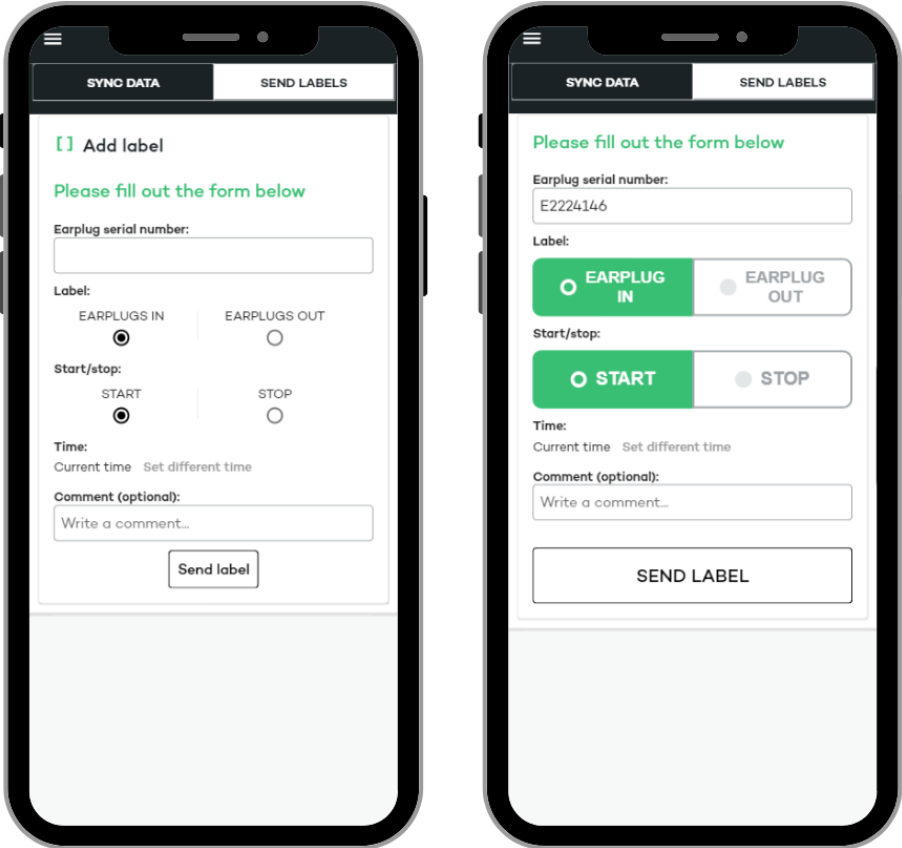 SYNC DATA SEND LABELS
[] Add label
Please fill out the form below
Earplug serial number:
Label:
EARPLUGS IN EARPLUGS OUT
Start/stop:
START STOP
Time:
Current time Set different time
Comment (optional):
Write a comment...
Send label
SYNC DATA SEND LABELS
Please fill out the form below
Earplug serial number:
E2224146
Label:
EARPLUG IN EARPLUG OUT
Start/stop:
START STOP
Time:
Current time Set different time
Comment (optional):
Write a comment...
SEND LABEL